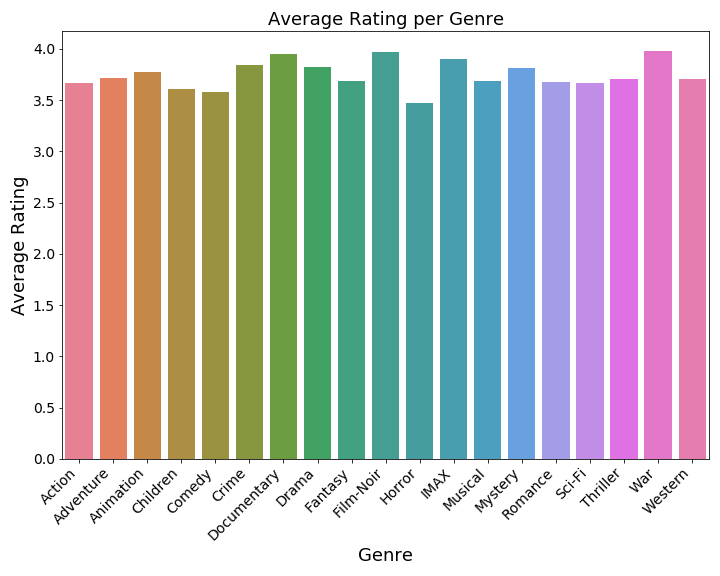 Average Rating per Genre
Average Rating
4.0
3.5
3.0
2.5
2.0
1.5
1.0
0.5
0.0
Action
Adventure
Animation
Children
Comedy
Crime
Documentary
Drama
Fantasy
Film-Noir
Horror
IMAX
Musical
Mystery
Romance
Sci-Fi
Thriller
War
Western
Genre